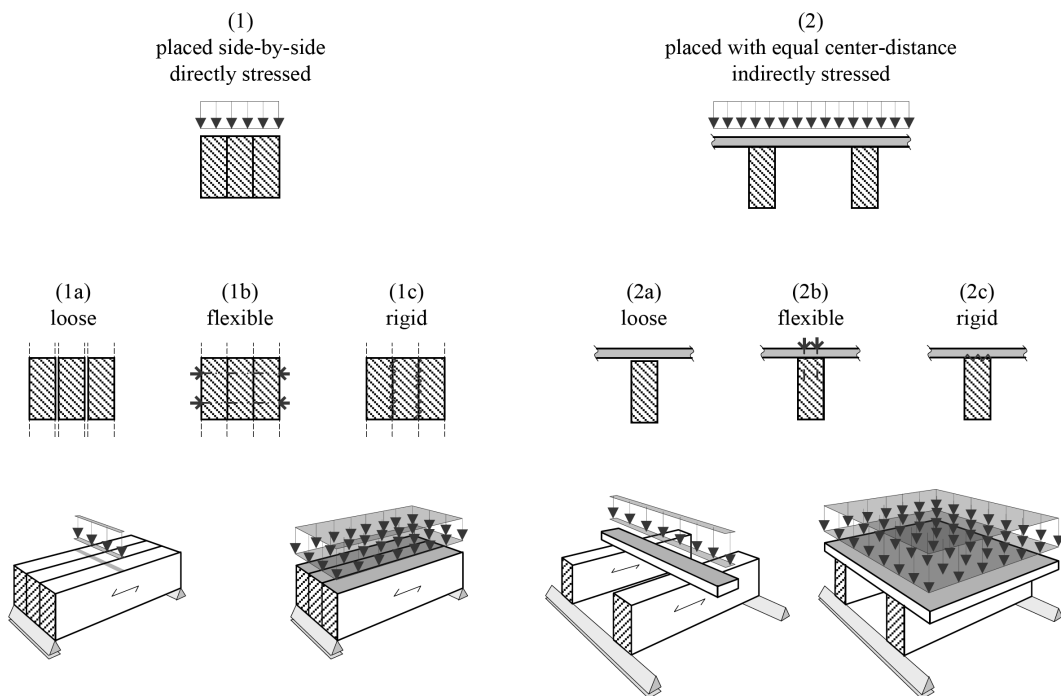 (1)
placed side-by-side
directly stressed
(2)
placed with equal center-distance
indirectly stressed
(1a)
loose
(1b)
flexible
(1c)
rigid
(2a)
loose
(2b)
flexible
(2c)
rigid